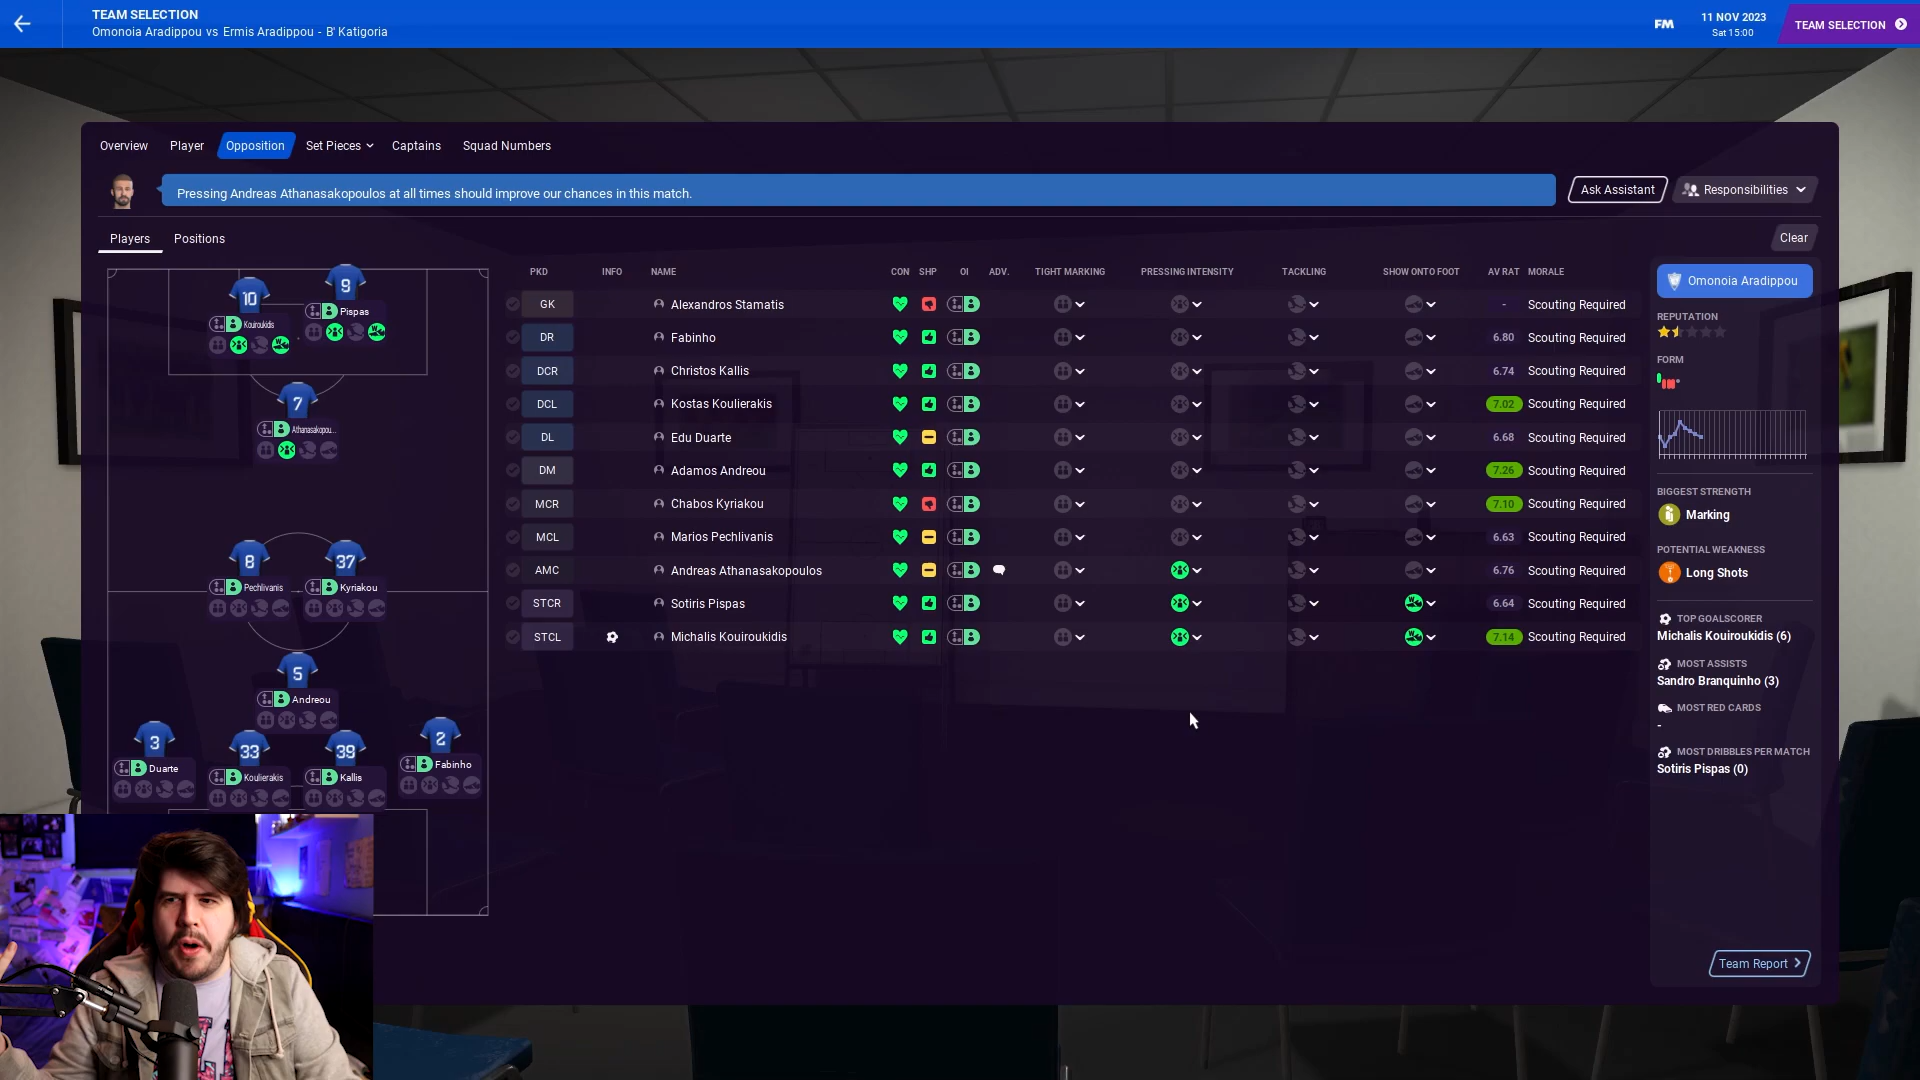 TEAM SELECTION
Omonoia Aradippou vs Ermis Aradippou - B' Katigoria
FM
11 NOV 2023
Sat 15:00
TEAM SELECTION
Overview Player Opposition Set Pieces Captains Squad Numbers
Pressing Andreas Athanasakopoulos at all times should improve our chances in this match.
Ask Assistant
Responsibilities
Players Positions
Clear
10
Kouiroukidis
9
Pispas
7
Athanasakopou...
8
Pechlivanis
37
Kyriakou
5
Andreou
3
Duarte
33
Koulierakis
39
Kallis
2
Fabinho
PKD INFO NAME CON SHP OI ADV. TIGHT MARKING PRESSING INTENSITY TACKLING SHOW ONTO FOOT AV RAT MORALE
GK Alexandros Stamatis - Scouting Required
DR Fabinho 6.80 Scouting Required
DCR Christos Kallis 6.74 Scouting Required
DCL Kostas Koulierakis 7.02 Scouting Required
DL Edu Duarte 6.68 Scouting Required
DM Adamos Andreou 7.26 Scouting Required
MCR Chabos Kyriakou 7.10 Scouting Required
MCL Marios Pechlivanis 6.63 Scouting Required
AMC Andreas Athanasakopoulos 6.76 Scouting Required
STCR Sotiris Pispas 6.64 Scouting Required
STCL Michalis Kouiroukidis 7.14 Scouting Required
Omonoia Aradippou
REPUTATION
FORM
BIGGEST STRENGTH
Marking
POTENTIAL WEAKNESS
Long Shots
TOP GOALSCORER
Michalis Kouiroukidis (6)
MOST ASSISTS
Sandro Branquinho (3)
MOST RED CARDS
-
MOST DRIBBLES PER MATCH
Sotiris Pispas (0)
Team Report